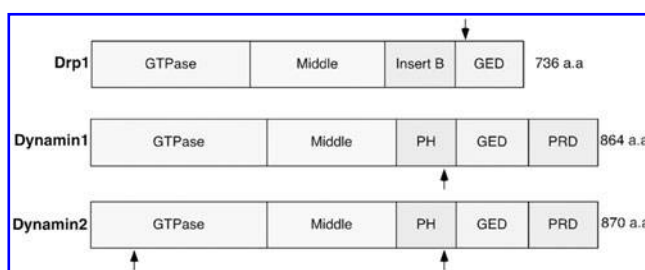 Drp1 GTPase Middle Insert B GED 736 a.a
Dynamin1 GTPase Middle PH GED PRD 864 a.a
Dynamin2 GTPase Middle PH GED PRD 870 a.a